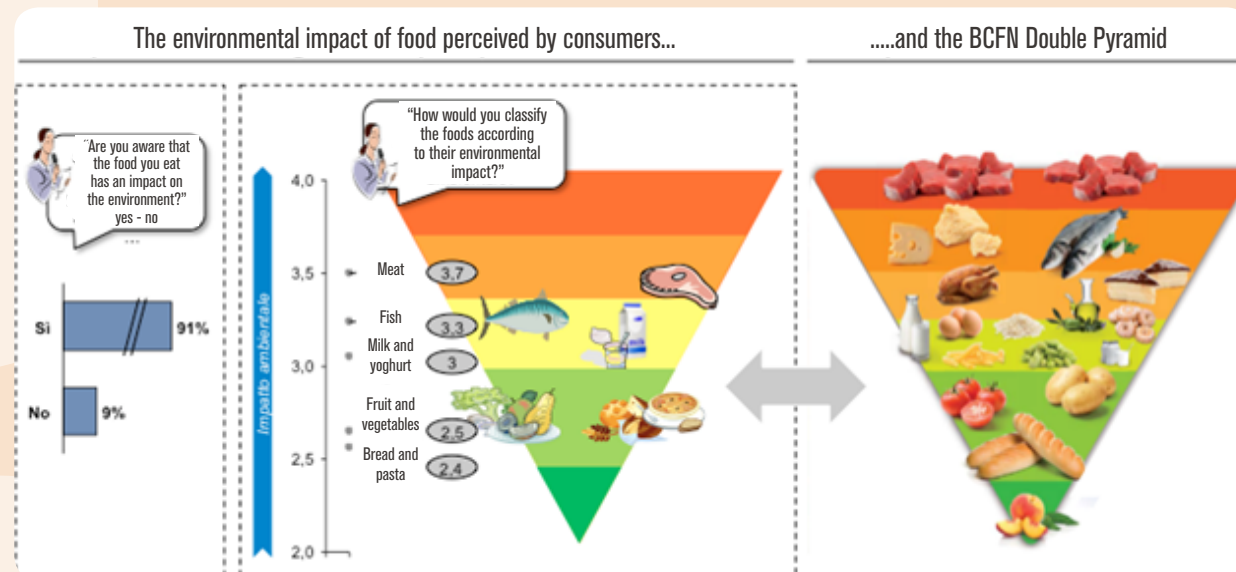 The environmental impact of food perceived by consumers...
.....and the BCFN Double Pyramid
"Are you aware that
the food you eat
has an impact on
the environment?"
yes - no
...
Sì
91%
No
9%
Impatto ambientale
"How would you classify
the foods according
to their environmental
impact?"
4,0
3,5
3,0
2,5
2,0
Meat
3,7
Fish
3,3
Milk and
yoghurt
3
Fruit and
vegetables
2,5
Bread and
pasta
2,4